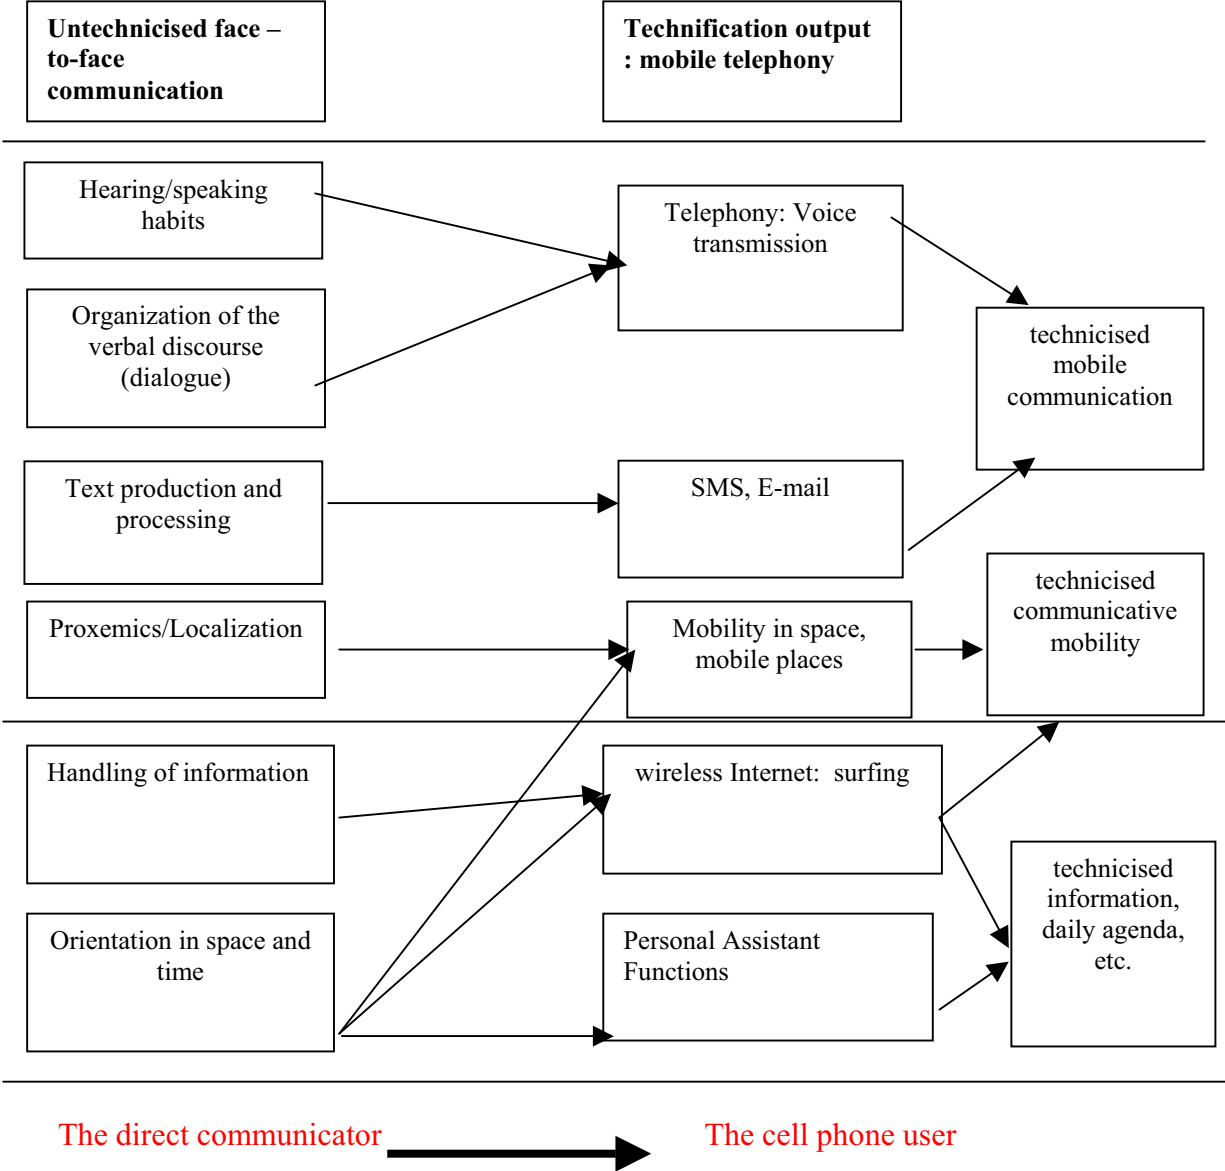 Untechnicised face –
to-face
communication
Technification output
: mobile telephony
Hearing/speaking
habits
Telephony: Voice
transmission
Organization of the
verbal discourse
(dialogue)
technicised
mobile
communication
Text production and
processing
SMS, E-mail
technicised
communicative
mobility
Proxemics/Localization
Mobility in space,
mobile places
Handling of information
wireless Internet:  surfing
technicised
information,
daily agenda,
etc.
Orientation in space and
time
Personal Assistant
Functions
The direct communicator
The cell phone user